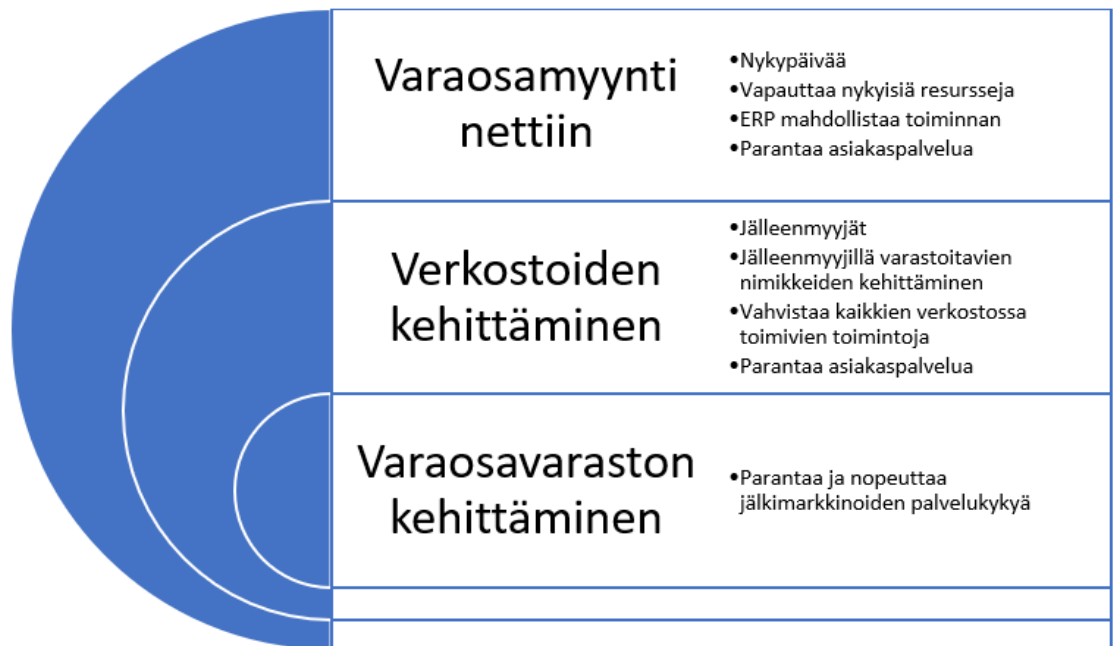 Varaosamyynti
nettiin
•Nykypäivää
•Vapauttaa nykyisiä resursseja
•ERP mahdollistaa toiminnan
•Parantaa asiakaspalvelua
Verkostoiden
kehittäminen
•Jälleenmyyjät
•Jälleenmyyjillä varastoitavien
nimikkeiden kehittäminen
•Vahvistaa kaikkien verkostossa
toimivien toimintoja
•Parantaa asiakaspalvelua
Varaosavaraston
kehittäminen
•Parantaa ja nopeuttaa
jälkimarkkinoiden palvelukykyä